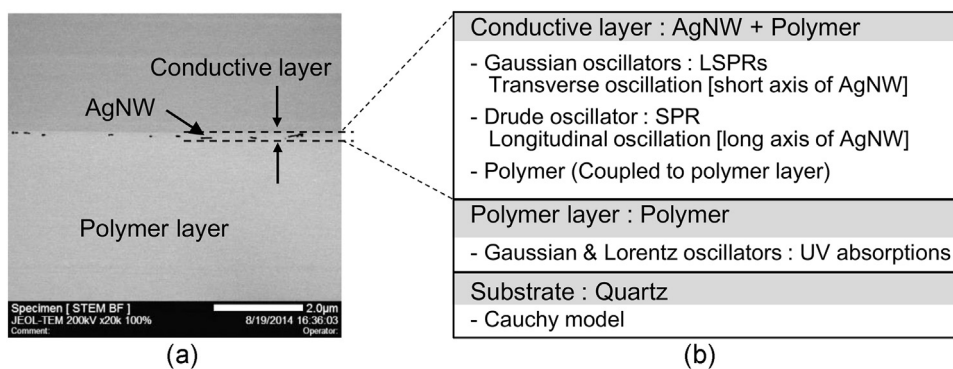 Conductive layer
AgNW
Polymer layer
Specimen [ STEM BF ]
2.0μm
JEOL-TEM 200kV x20k 100%
8/19/2014 16:36:03
Comment:
Operator:
(a)
Conductive layer : AgNW + Polymer
- Gaussian oscillators : LSPRs
Transverse oscillation [short axis of AgNW]
- Drude oscillator : SPR
Longitudinal oscillation [long axis of AgNW]
- Polymer (Coupled to polymer layer)
Polymer layer : Polymer
- Gaussian & Lorentz oscillators : UV absorptions
Substrate : Quartz
- Cauchy model
(b)